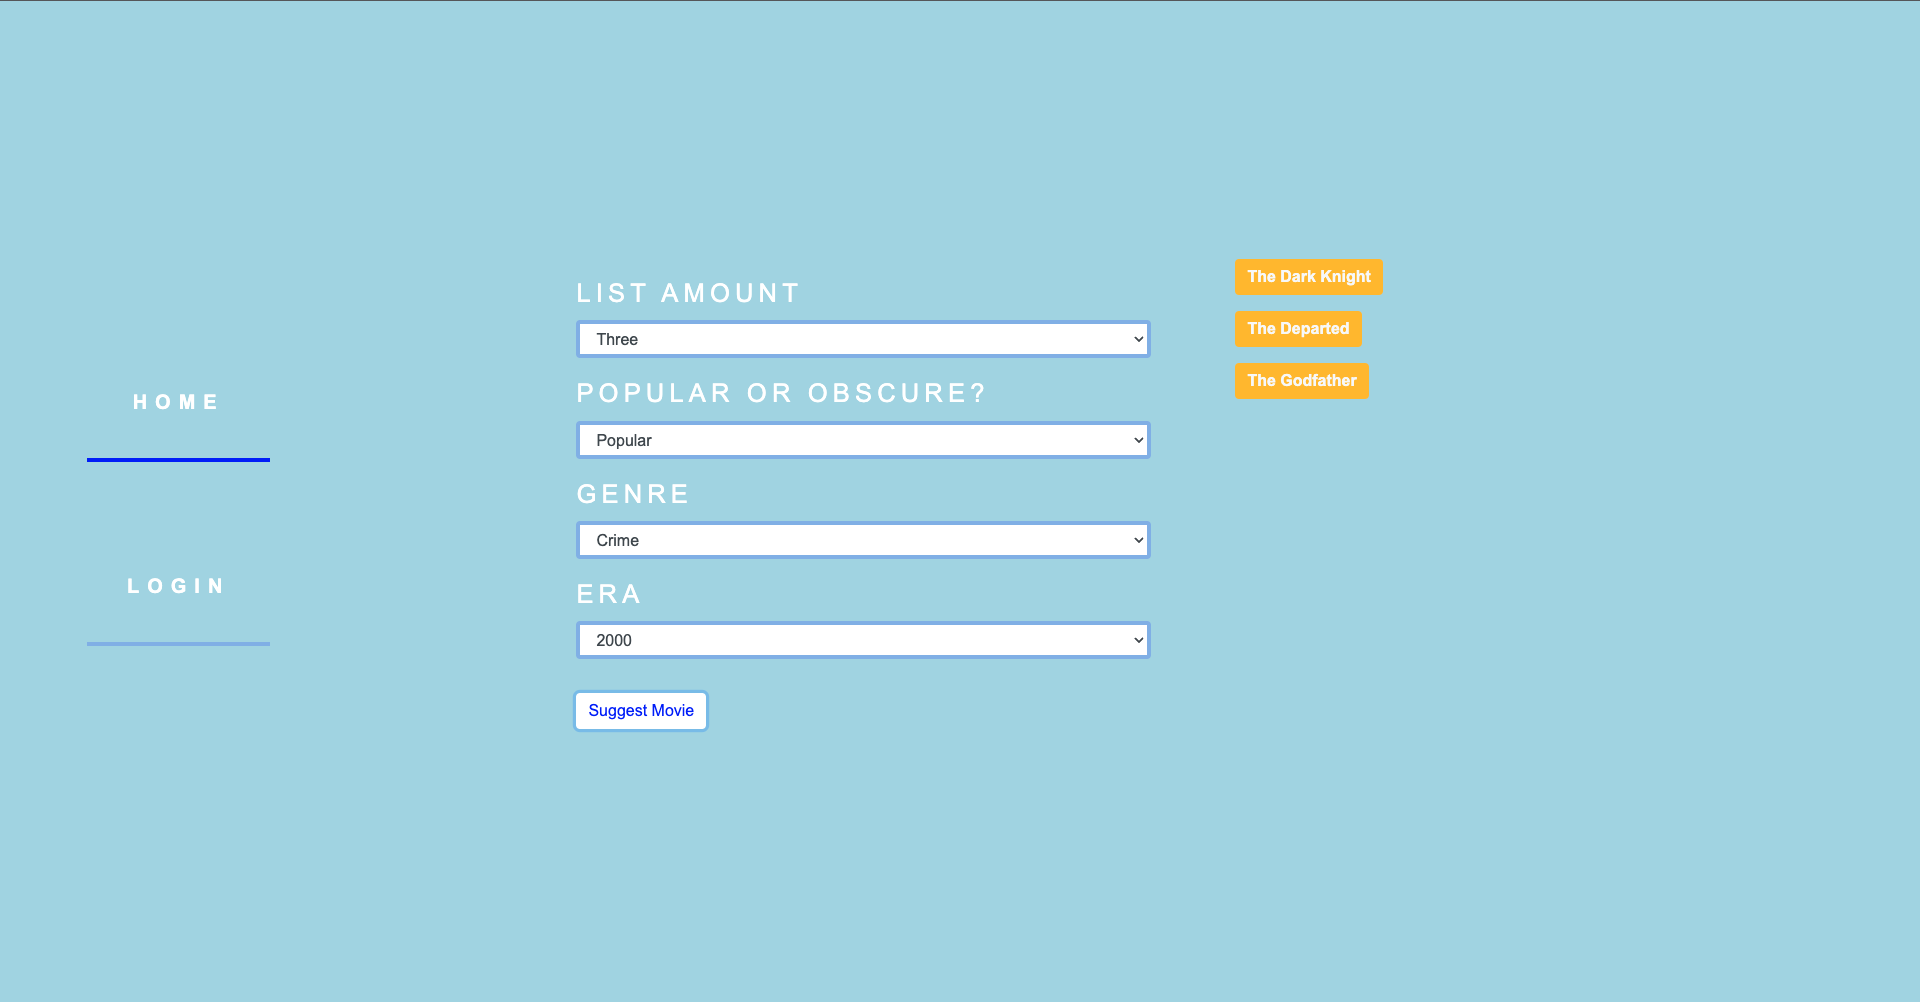 HOME
LOGIN
LIST AMOUNT
Three
POPULAR OR OBSCURE?
Popular
GENRE
Crime
ERA
2000
Suggest Movie
The Dark Knight
The Departed
The Godfather